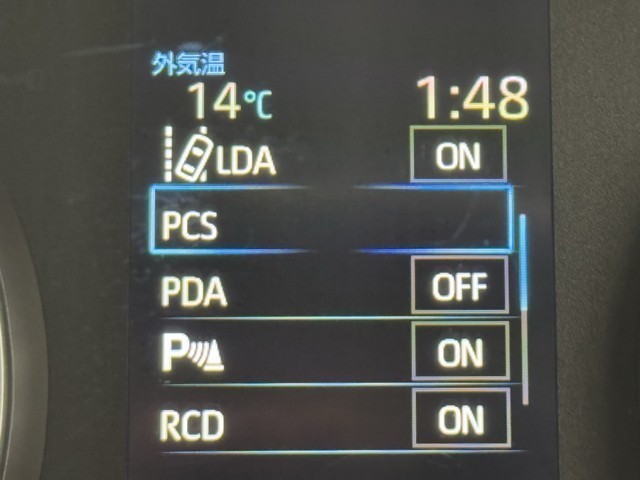 外気温
14℃ 1:48
LDA ON
PCS
PDA OFF
P ON
RCD ON